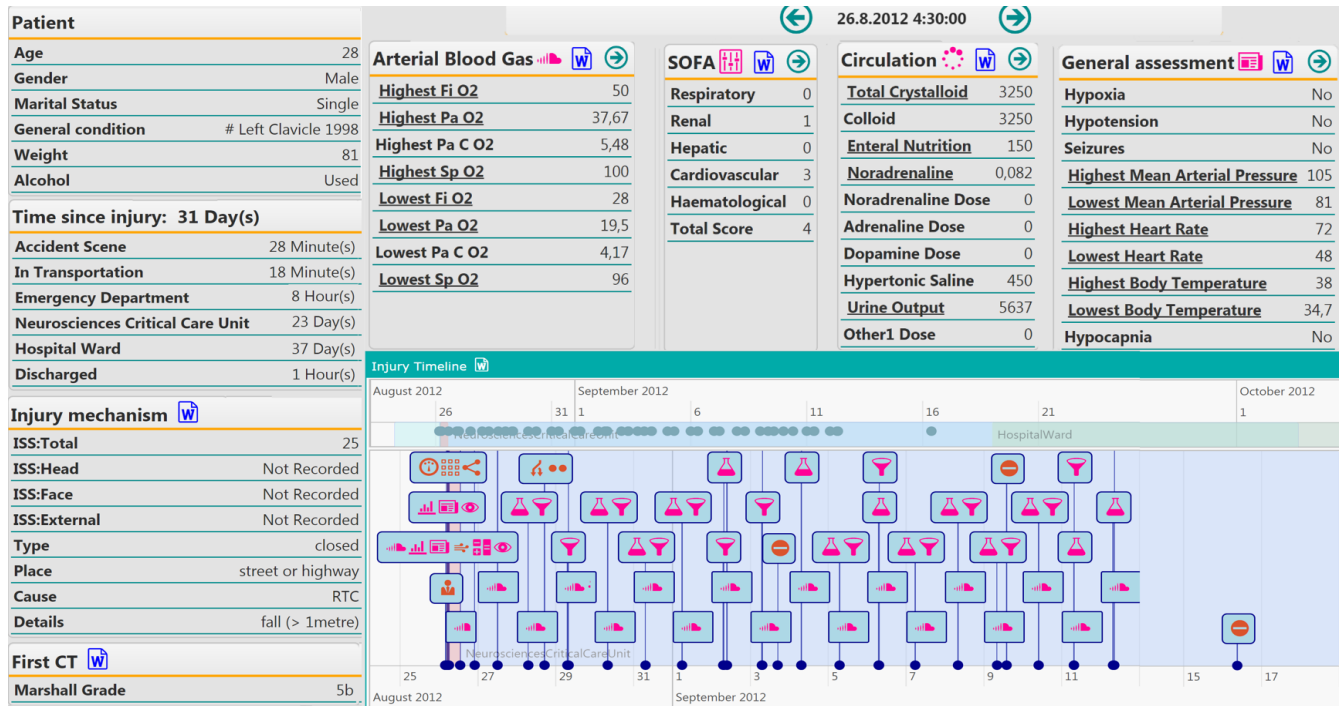 Patient
Age 28
Gender Male
Marital Status Single
General condition # Left Clavicle 1998
Weight 81
Alcohol Used
Time since injury: 31 Day(s)
Accident Scene 28 Minute(s)
In Transportation 18 Minute(s)
Emergency Department 8 Hour(s)
Neurosciences Critical Care Unit 23 Day(s)
Hospital Ward 37 Day(s)
Discharged 1 Hour(s)
Injury mechanism W
ISS:Total 25
ISS:Head Not Recorded
ISS:Face Not Recorded
ISS:External Not Recorded
Type closed
Place street or highway
Cause RTC
Details fall (> 1metre)
First CT W
Marshall Grade 5b
26.8.2012 4:30:00
Arterial Blood Gas W
Highest Fi O2 50
Highest Pa O2 37,67
Highest Pa C O2 5,48
Highest Sp O2 100
Lowest Fi O2 28
Lowest Pa O2 19,5
Lowest Pa C O2 4,17
Lowest Sp O2 96
SOFA W
Respiratory 0
Renal 1
Hepatic 0
Cardiovascular 3
Haematological 0
Total Score 4
Circulation W
Total Crystalloid 3250
Colloid 3250
Enteral Nutrition 150
Noradrenaline 0,082
Noradrenaline Dose 0
Adrenaline Dose 0
Dopamine Dose 0
Hypertonic Saline 450
Urine Output 5637
Other1 Dose 0
General assessment W
Hypoxia No
Hypotension No
Seizures No
Highest Mean Arterial Pressure 105
Lowest Mean Arterial Pressure 81
Highest Heart Rate 72
Lowest Heart Rate 48
Highest Body Temperature 38
Lowest Body Temperature 34,7
Hypocapnia No
Injury Timeline W
August 2012 September 2012 October 2012
26 31 1 6 11 16 21 1
NeurosciencesCriticalCareUnit HospitalWard
NeurosciencesCriticalCareUnit
25 27 29 31 1 3 5 7 9 11 15 17
August 2012 September 2012